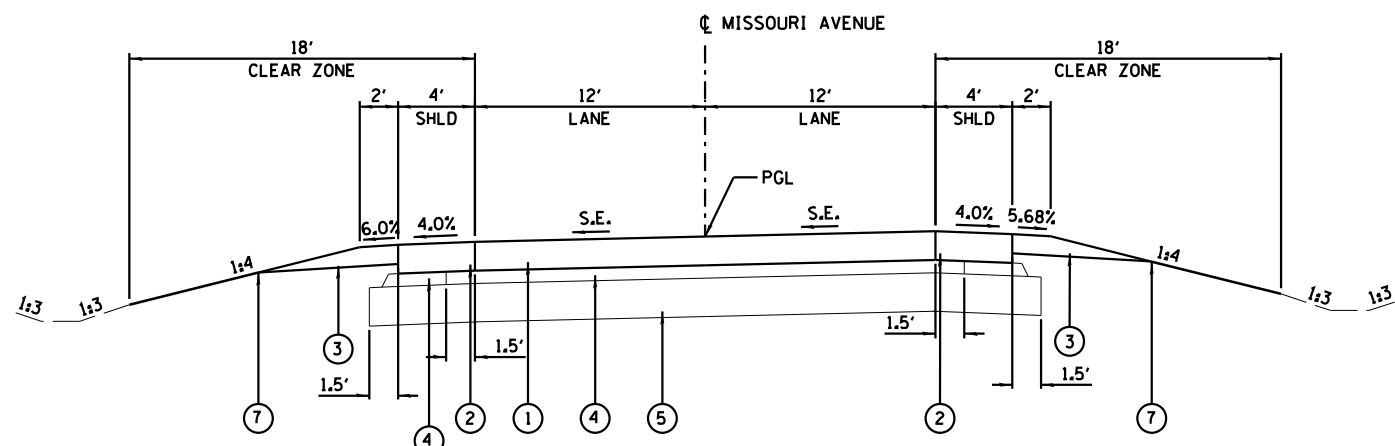 ℄ MISSOURI AVENUE
18' 18'
CLEAR ZONE CLEAR ZONE
2' 4' 12' 12' 4' 2'
SHLD LANE LANE SHLD
PGL
6.0% 4.0% S.E. S.E. 4.0% 5.68%
1:4 1:4
1:3 1:3 1:3 1:3
1.5' 1.5'
3 3
1.5' 1.5'
7 2 1 4 5 2 7
4